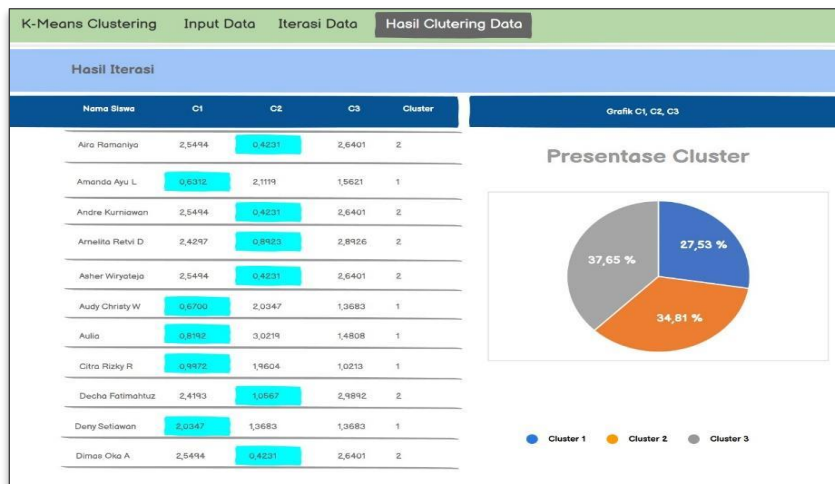 K-Means Clustering Input Data Iterasi Data Hasil Clutering Data
Hasil Iterasi
Nama Siswa C1 C2 C3 Cluster
Aira Ramaniya 2,5494 0,4231 2,6401 2
Amanda Ayu L 0,6312 2,1119 1,5621 1
Andre Kurniawan 2,5494 0,4231 2,6401 2
Arnelita Retvi D 2,4297 0,8923 2,8926 2
Asher Wiryateja 2,5494 0,4231 2,6401 2
Audy Christy W 0,6700 2,0347 1,3683 1
Aulia 0,8192 3,0219 1,4808 1
Citra Rizky R 0,9972 1,9604 1,0213 1
Decha Fatimahtuz 2,4193 1,0567 2,9892 2
Deny Setiawan 2,0347 1,3683 1,3683 1
Dimas Oka A 2,5494 0,4231 2,6401 2
Grafik C1, C2, C3
Presentase Cluster
27,53 %
37,65 %
34,81 %
Cluster 1 Cluster 2 Cluster 3